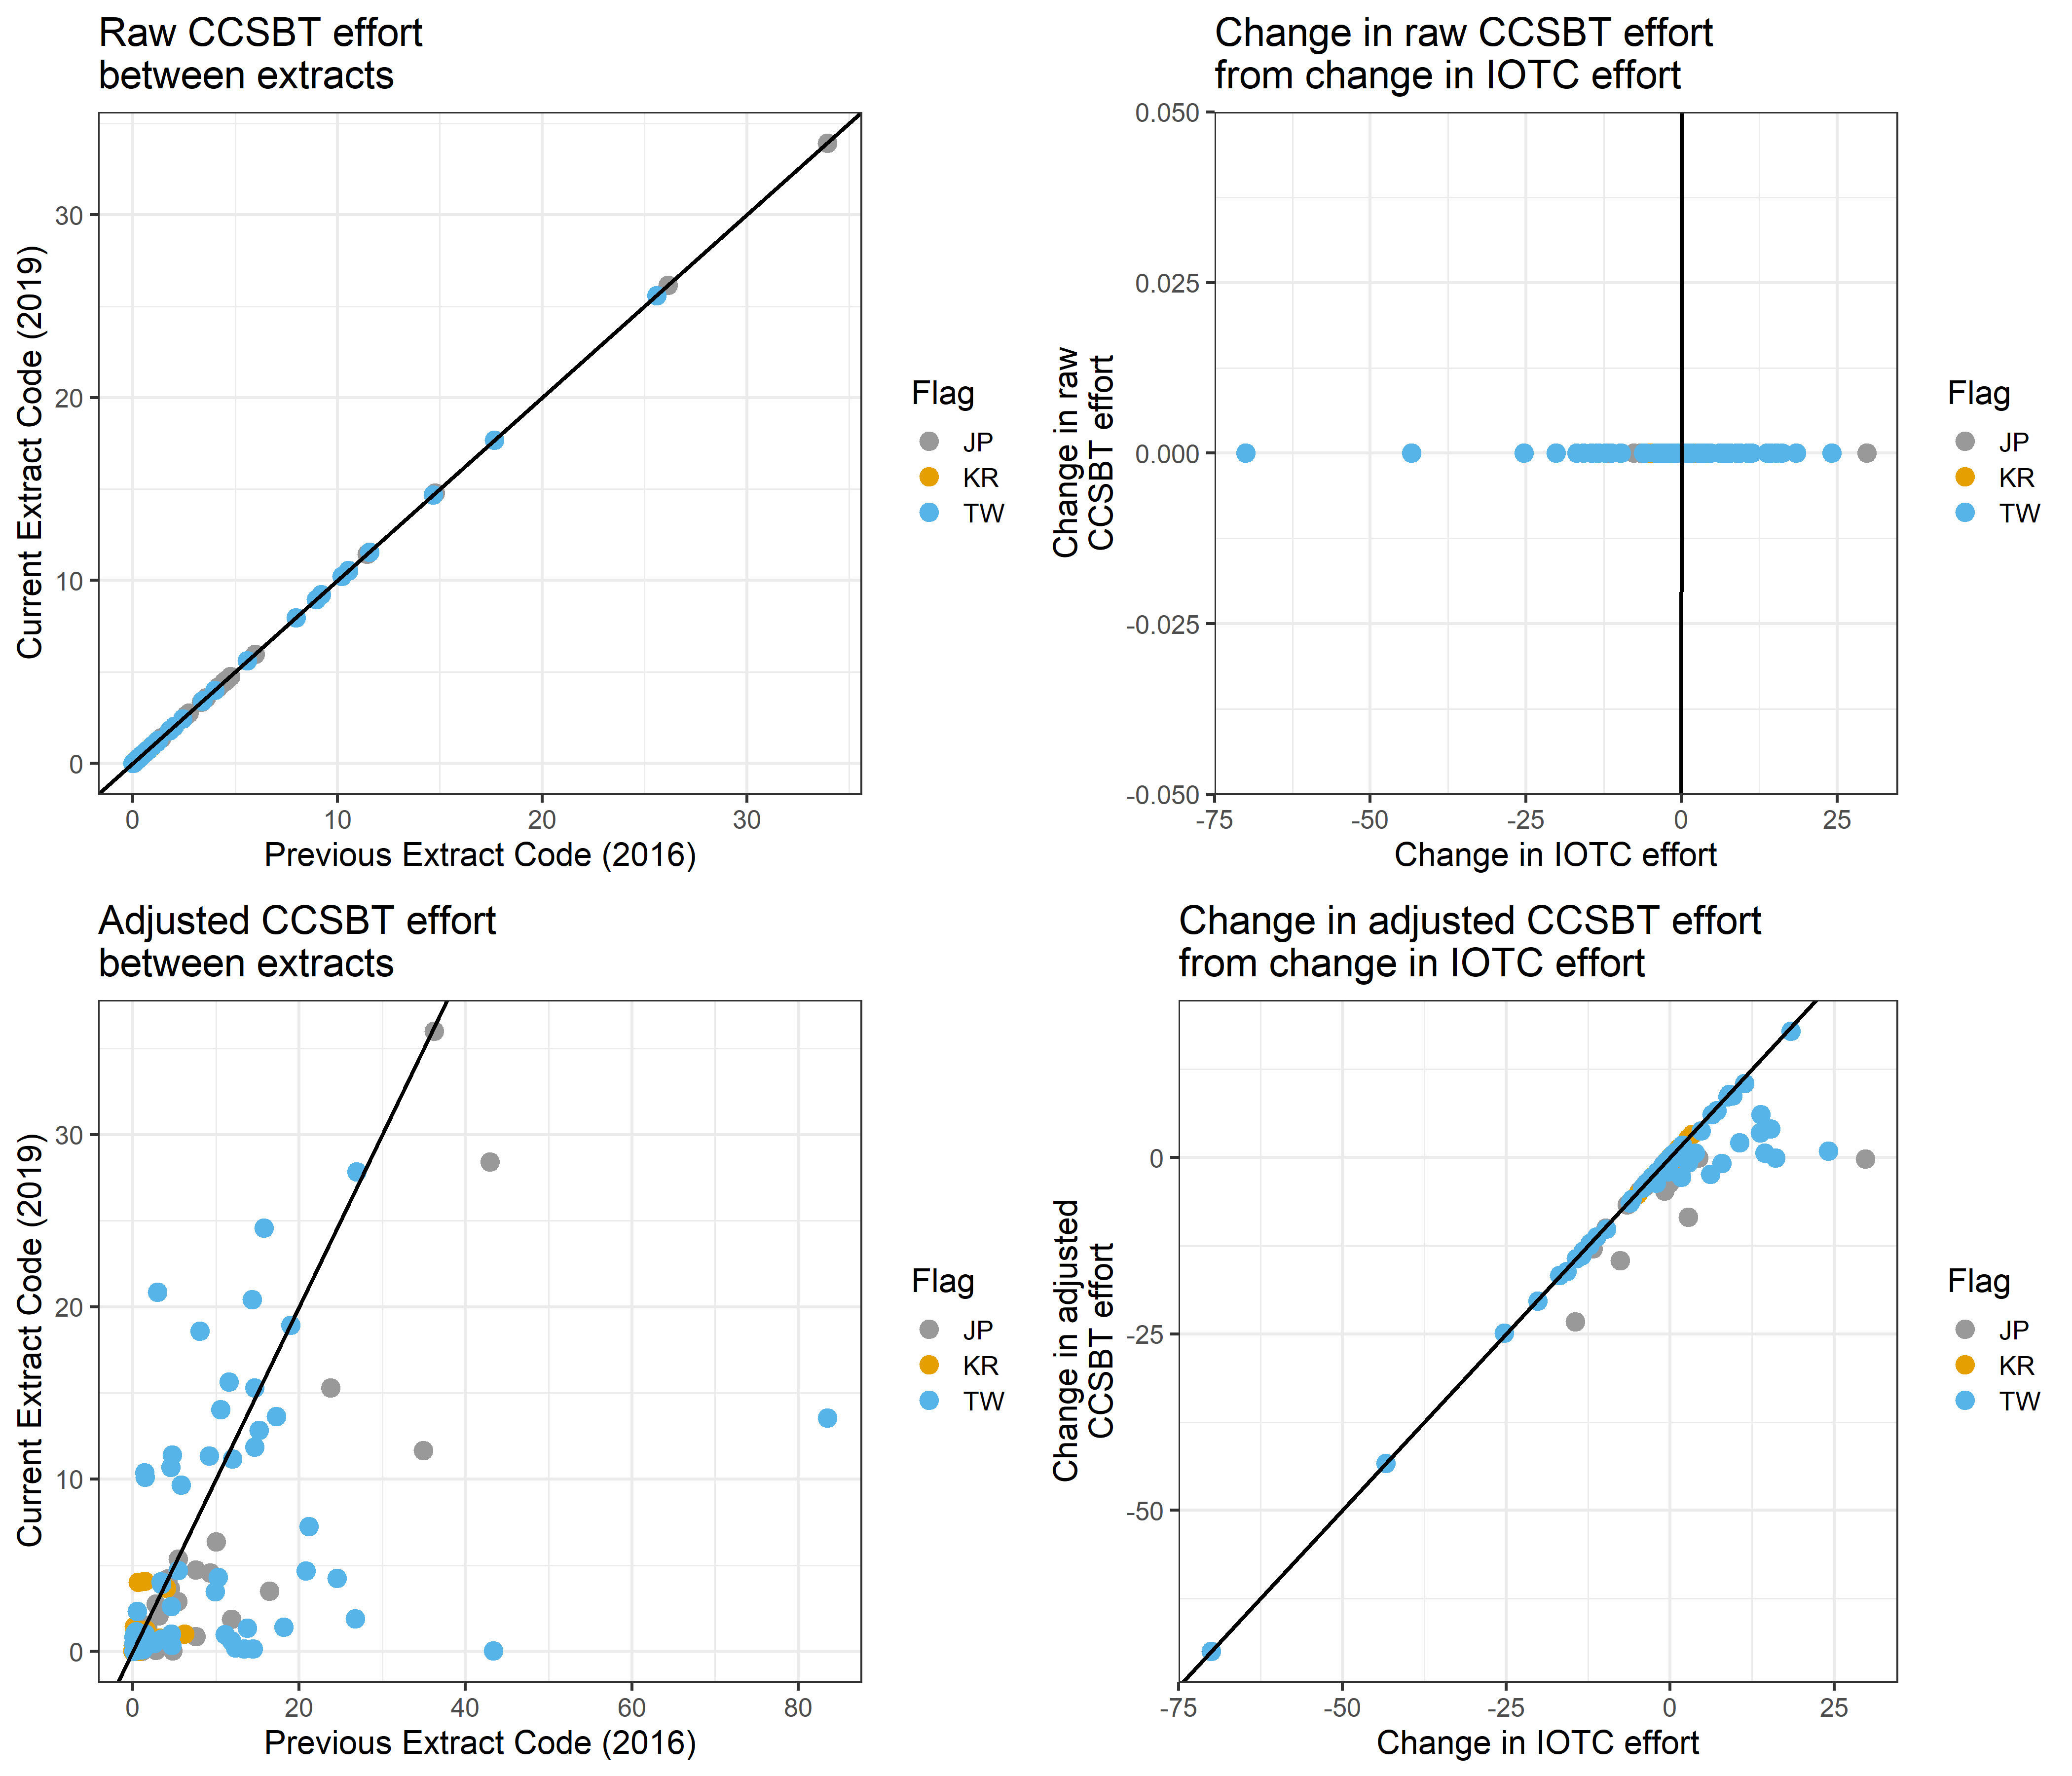 Raw CCSBT effort
between extracts
Current Extract Code (2019)
30
20
10
0
0 10 20 30
Previous Extract Code (2016)
Flag
JP
KR
TW
Change in raw CCSBT effort
from change in IOTC effort
Change in raw
CCSBT effort
0.050
0.025
0.000
-0.025
-0.050
-75 -50 -25 0 25
Change in IOTC effort
Flag
JP
KR
TW
Adjusted CCSBT effort
between extracts
Current Extract Code (2019)
30
20
10
0
0 20 40 60 80
Previous Extract Code (2016)
Flag
JP
KR
TW
Change in adjusted CCSBT effort
from change in IOTC effort
Change in adjusted
CCSBT effort
0
-25
-50
-75 -50 -25 0 25
Change in IOTC effort
Flag
JP
KR
TW